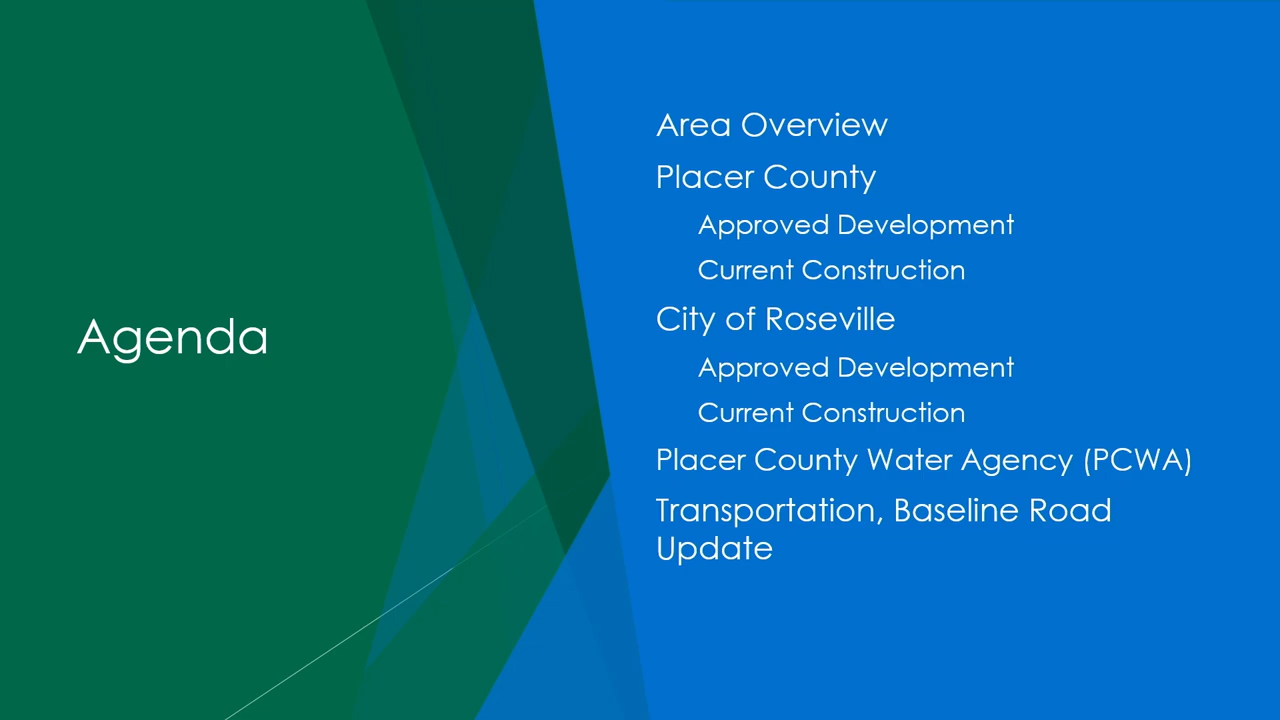 Agenda
Area Overview
Placer County
Approved Development
Current Construction
City of Roseville
Approved Development
Current Construction
Placer County Water Agency (PCWA)
Transportation, Baseline Road
Update